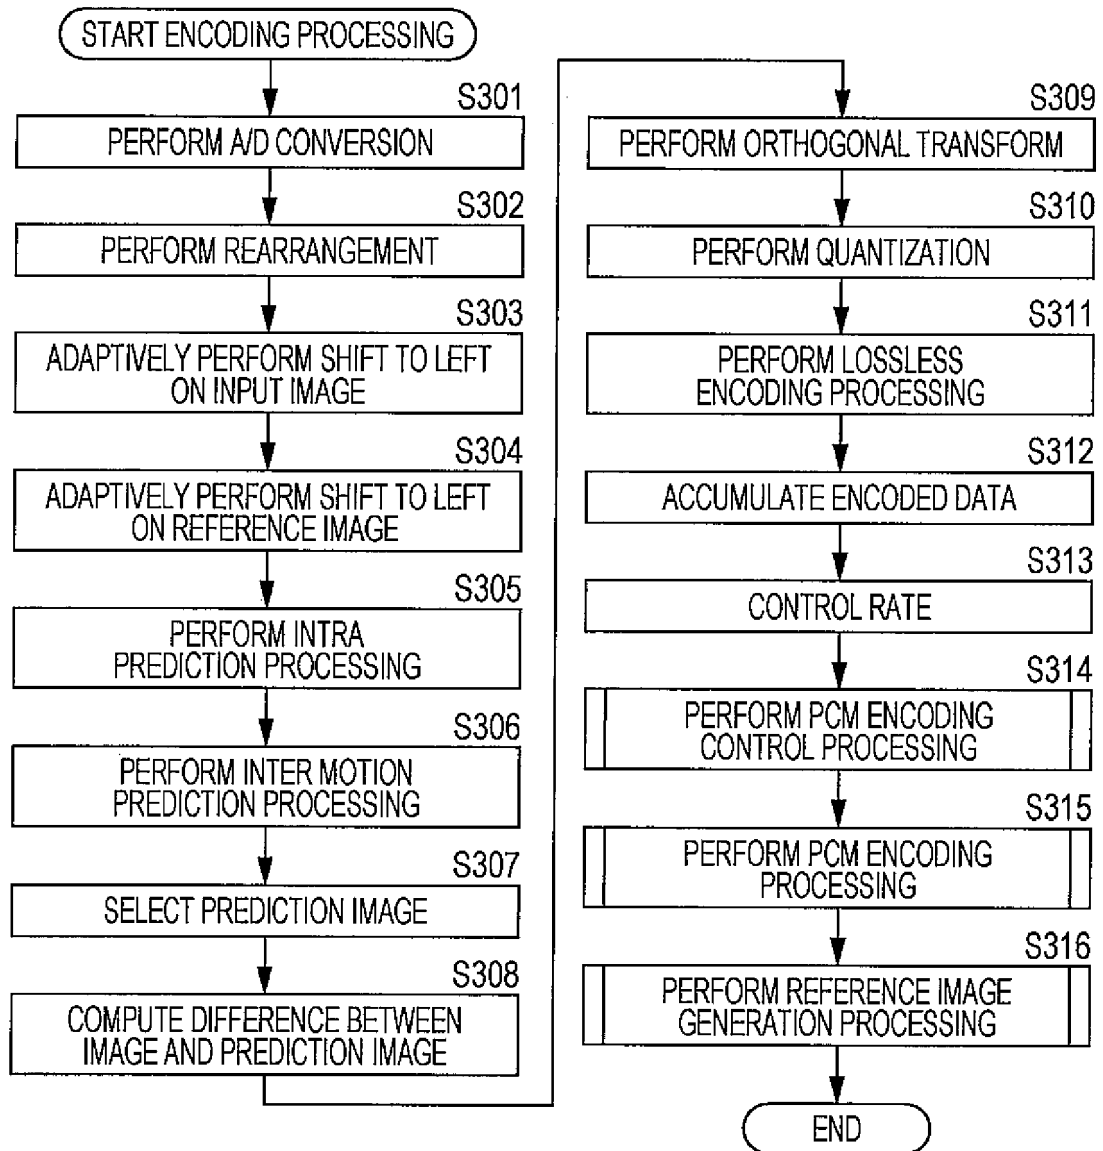 START ENCODING PROCESSING
S301
PERFORM A/D CONVERSION
S302
PERFORM REARRANGEMENT
S303
ADAPTIVELY PERFORM SHIFT TO LEFT
ON INPUT IMAGE
S304
ADAPTIVELY PERFORM SHIFT TO LEFT
ON REFERENCE IMAGE
S305
PERFORM INTRA
PREDICTION PROCESSING
S306
PERFORM INTER MOTION
PREDICTION PROCESSING
S307
SELECT PREDICTION IMAGE
S308
COMPUTE DIFFERENCE BETWEEN
IMAGE AND PREDICTION IMAGE
S309
PERFORM ORTHOGONAL TRANSFORM
S310
PERFORM QUANTIZATION
S311
PERFORM LOSSLESS
ENCODING PROCESSING
S312
ACCUMULATE ENCODED DATA
S313
CONTROL RATE
S314
PERFORM PCM ENCODING
CONTROL PROCESSING
S315
PERFORM PCM ENCODING
PROCESSING
S316
PERFORM REFERENCE IMAGE
GENERATION PROCESSING
END